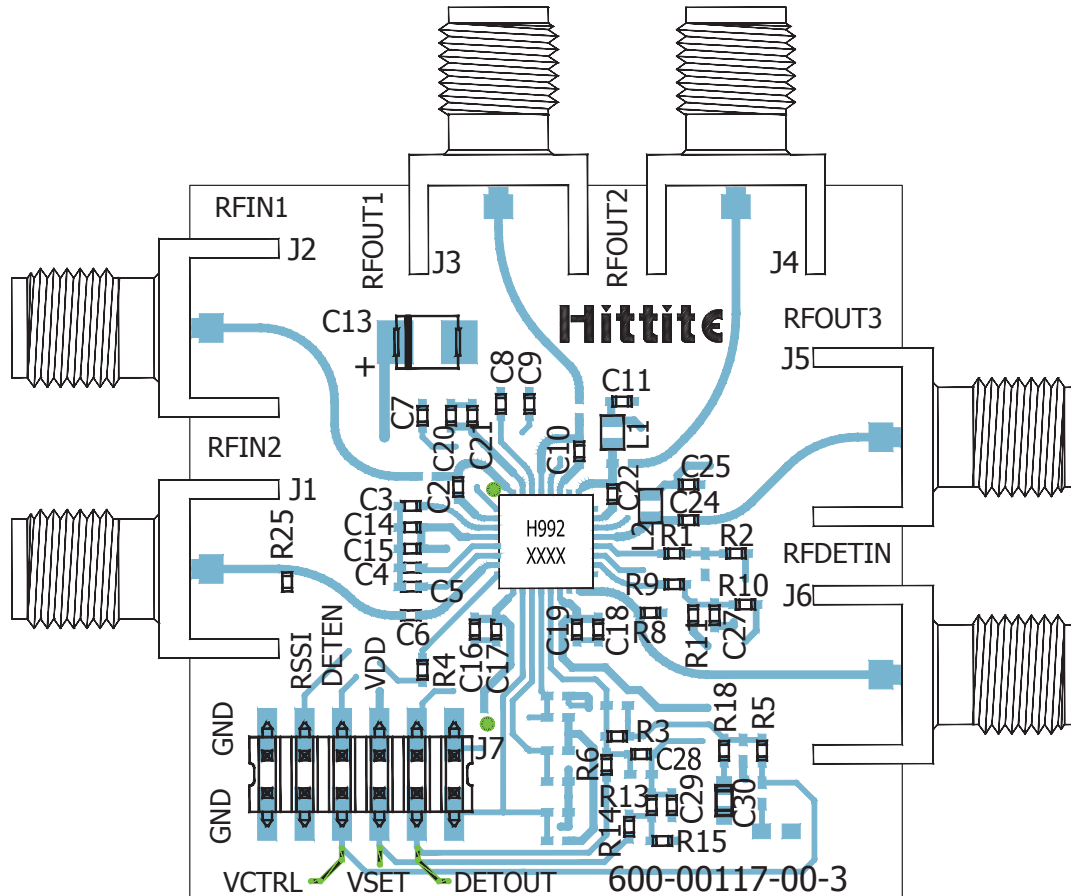 RFIN1
RFOUT1
RFOUT2
J2
J3
J4
Hittite
RFOUT3
C13
+
J5
C8
C9
C11
C7
L1
C20
C21
C10
RFIN2
C25
J1
C2
C22
C24
C3
R25
C14
H992
XXXX
L2
R1
R2
RFDETIN
C15
C4
C5
R9
R10
J6
C6
R8
R11
C27
C16
C17
C19
C18
RSSI
DETEN
VDD
R4
GND
J7
R18
R5
R3
R6
C28
GND
R13
C29
C30
R14
R15
VCTRL
VSET
DETOUT
600-00117-00-3